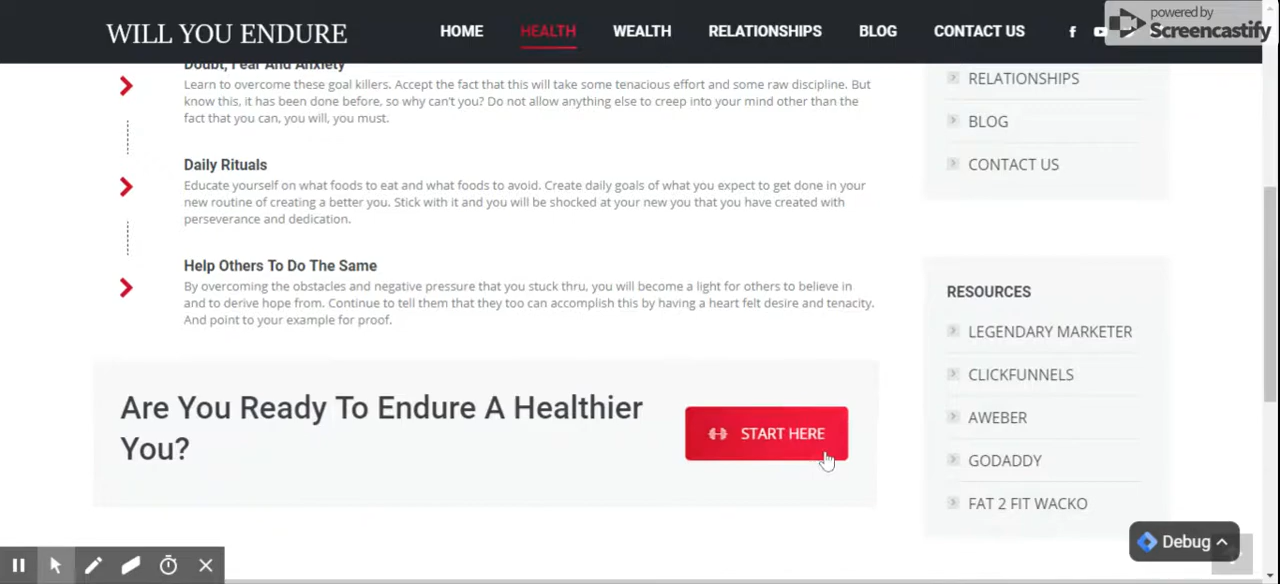 powered by
Screencastify
WILL YOU ENDURE
HOME
HEALTH
WEALTH
RELATIONSHIPS
BLOG
CONTACT US
Doubt, Fear And Anxiety
Learn to overcome these goal killers. Accept the fact that this will take some tenacious effort and some raw discipline. But
know this, it has been done before, so why can't you? Do not allow anything else to creep into your mind other than the
fact that you can, you will, you must.
Daily Rituals
Educate yourself on what foods to eat and what foods to avoid. Create daily goals of what you expect to get done in your
new routine of creating a better you. Stick with it and you will be shocked at your new you that you have created with
perseverance and dedication.
Help Others To Do The Same
By overcoming the obstacles and negative pressure that you stuck thru, you will become a light for others to believe in
and to derive hope from. Continue to tell them that they too can accomplish this by having a heart felt desire and tenacity.
And point to your example for proof.
Are You Ready To Endure A Healthier
You?
START HERE
RELATIONSHIPS
BLOG
CONTACT US
RESOURCES
LEGENDARY MARKETER
CLICKFUNNELS
AWEBER
GODADDY
FAT 2 FIT WACKO
Debug